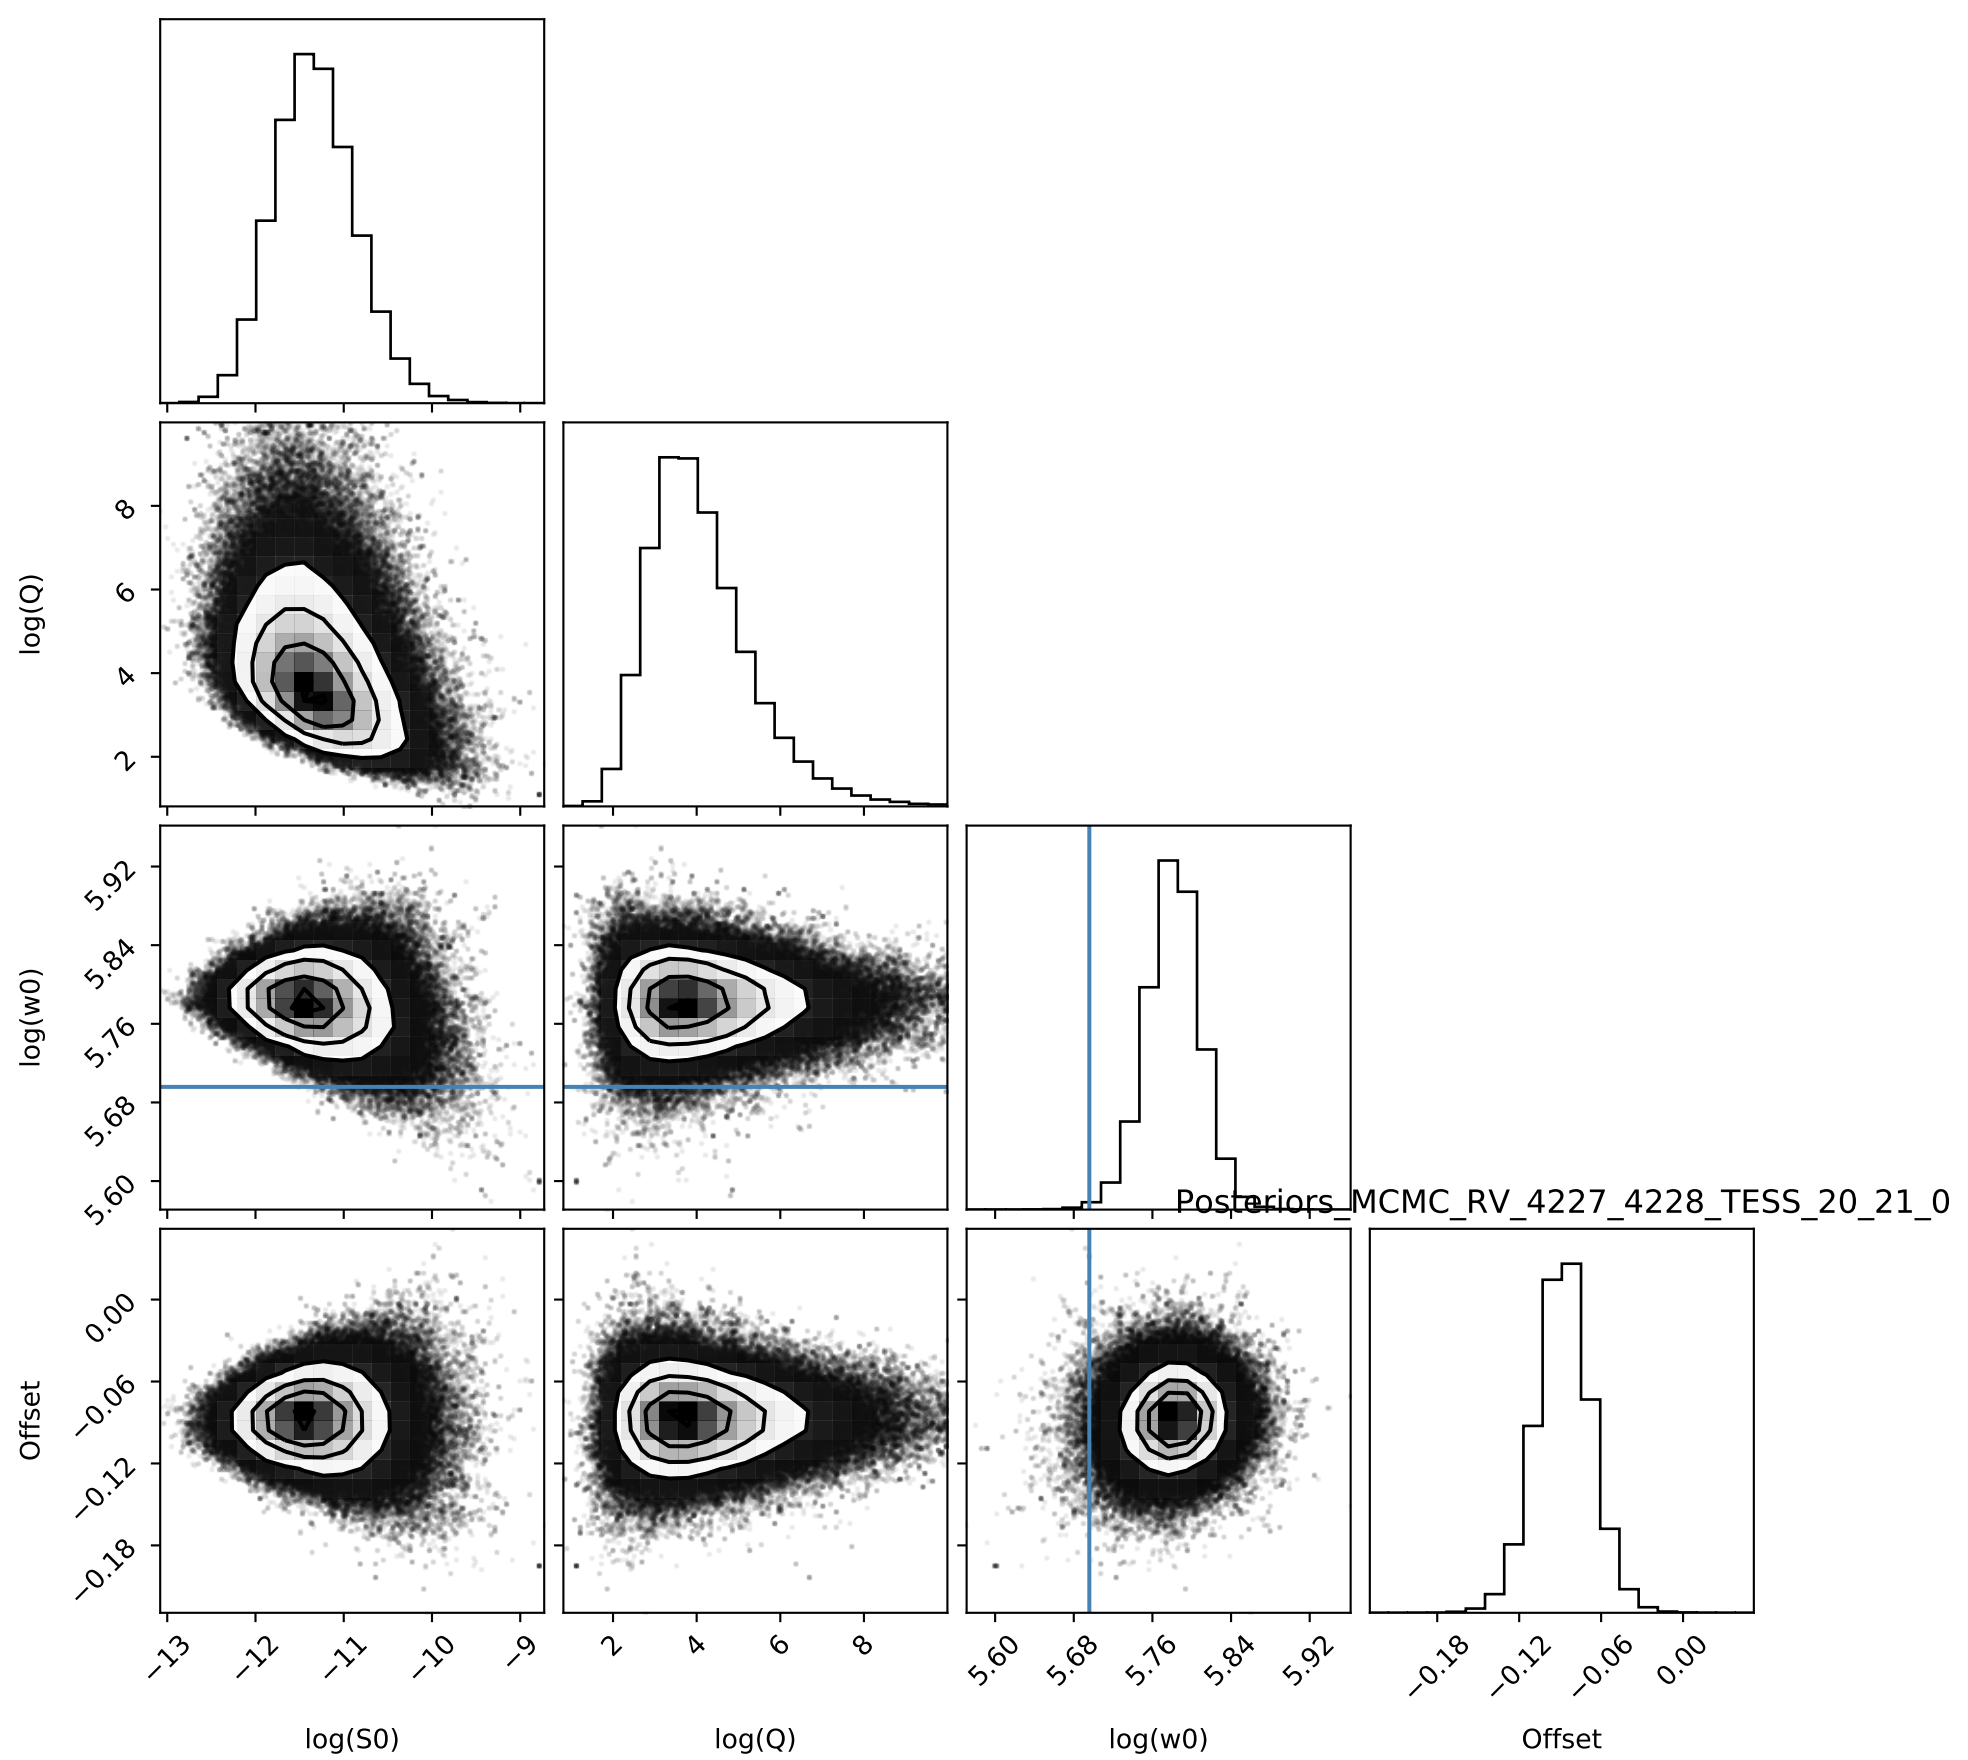 8
6
4
2
log(Q)
5.92
5.84
5.76
5.68
5.60
log(w0)
Posteriors_MCMC_RV_4227_4228_TESS_20_21_0
0.00
−0.06
−0.12
−0.18
Offset
−13 −12 −11 −10 −9 2 4 6 8 5.60 5.68 5.76 5.84 5.92 −0.18 −0.12 −0.06 0.00
log(S0) log(Q) log(w0) Offset